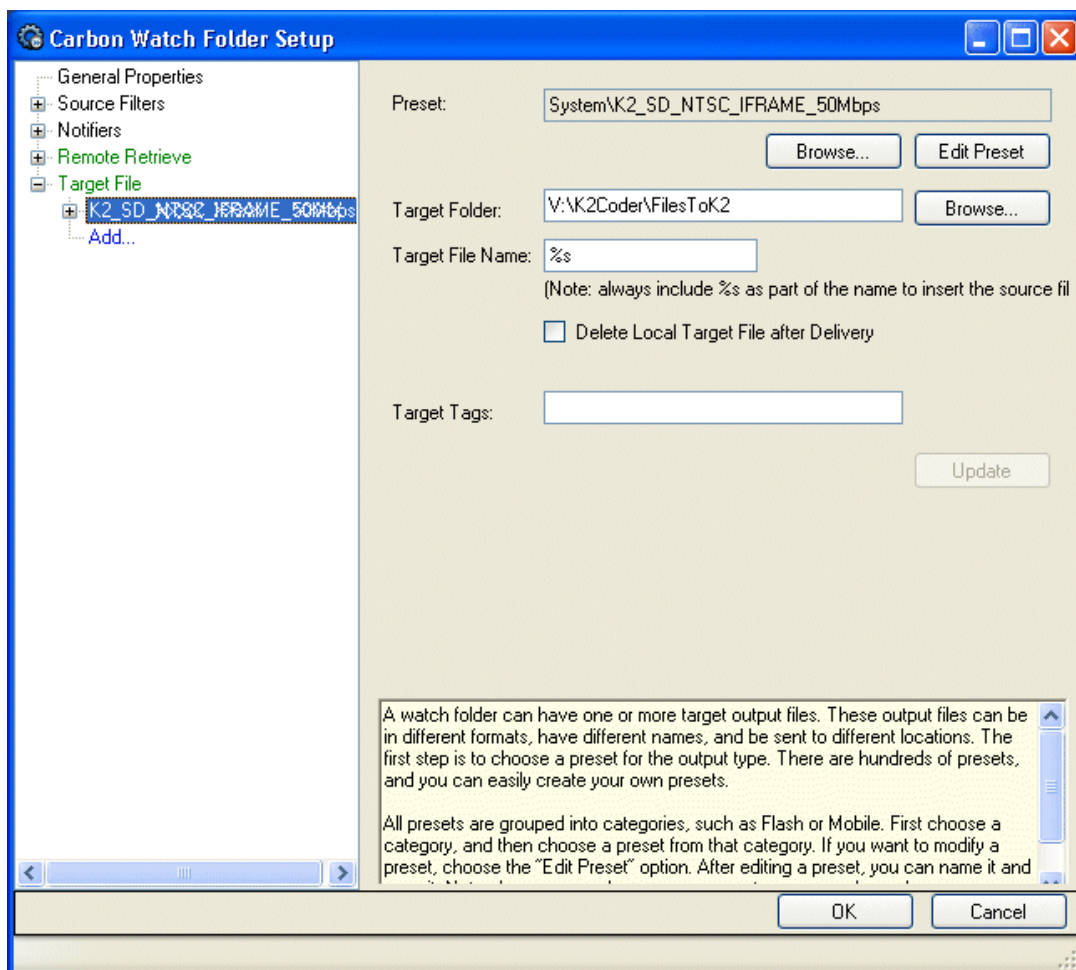 Carbon Watch Folder Setup
General Properties
Source Filters
Notifiers
Remote Retrieve
Target File
K2_SD_NTSC_IFRAME_50Mbps
Add...
Preset:
System\K2_SD_NTSC_IFRAME_50Mbps
Browse...
Edit Preset
Target Folder:
V:\K2Coder\FilesToK2
Browse...
Target File Name:
%s
(Note: always include %s as part of the name to insert the source fil
Delete Local Target File after Delivery
Target Tags:
Update
A watch folder can have one or more target output files. These output files can be
in different formats, have different names, and be sent to different locations. The
first step is to choose a preset for the output type. There are hundreds of presets,
and you can easily create your own presets.
All presets are grouped into categories, such as Flash or Mobile. First choose a
category, and then choose a preset from that category. If you want to modify a
preset, choose the "Edit Preset" option. After editing a preset, you can name it and
OK
Cancel